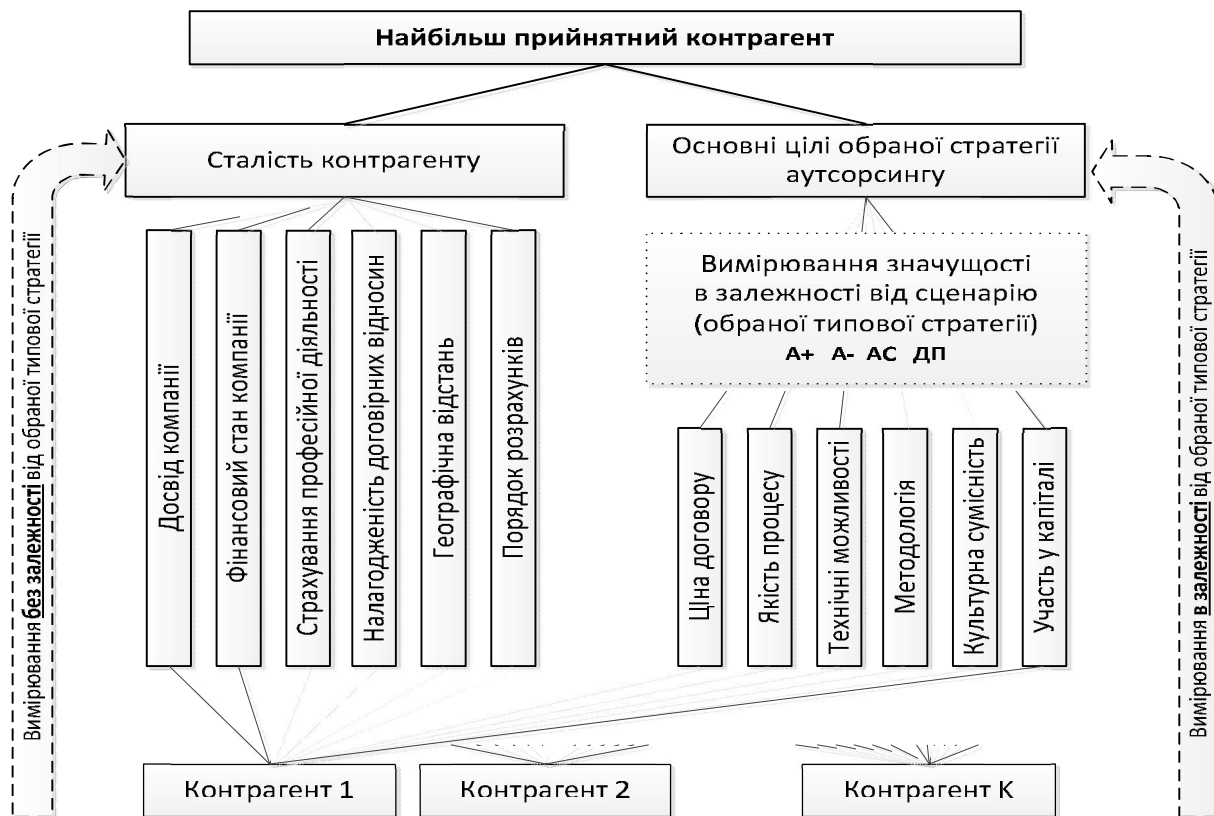 Найбільш прийнятний контрагент
Сталість контрагенту
Основні цілі обраної стратегії
аутсорсингу
Вимірювання без залежності від обраної типової стратегії
Досвід компанії
Фінансовий стан компанії
Страхування професійної діяльності
Налагодженість договірних відносин
Географічна відстань
Порядок розрахунків
Вимірювання значущості
в залежності від сценарію
(обраної типової стратегії)
А+ А- АС ДП
Ціна договору
Якість процесу
Технічні можливості
Методологія
Культурна сумісність
Участь у капіталі
Вимірювання в залежності від обраної типової стратегії
Контрагент 1
Контрагент 2
Контрагент К